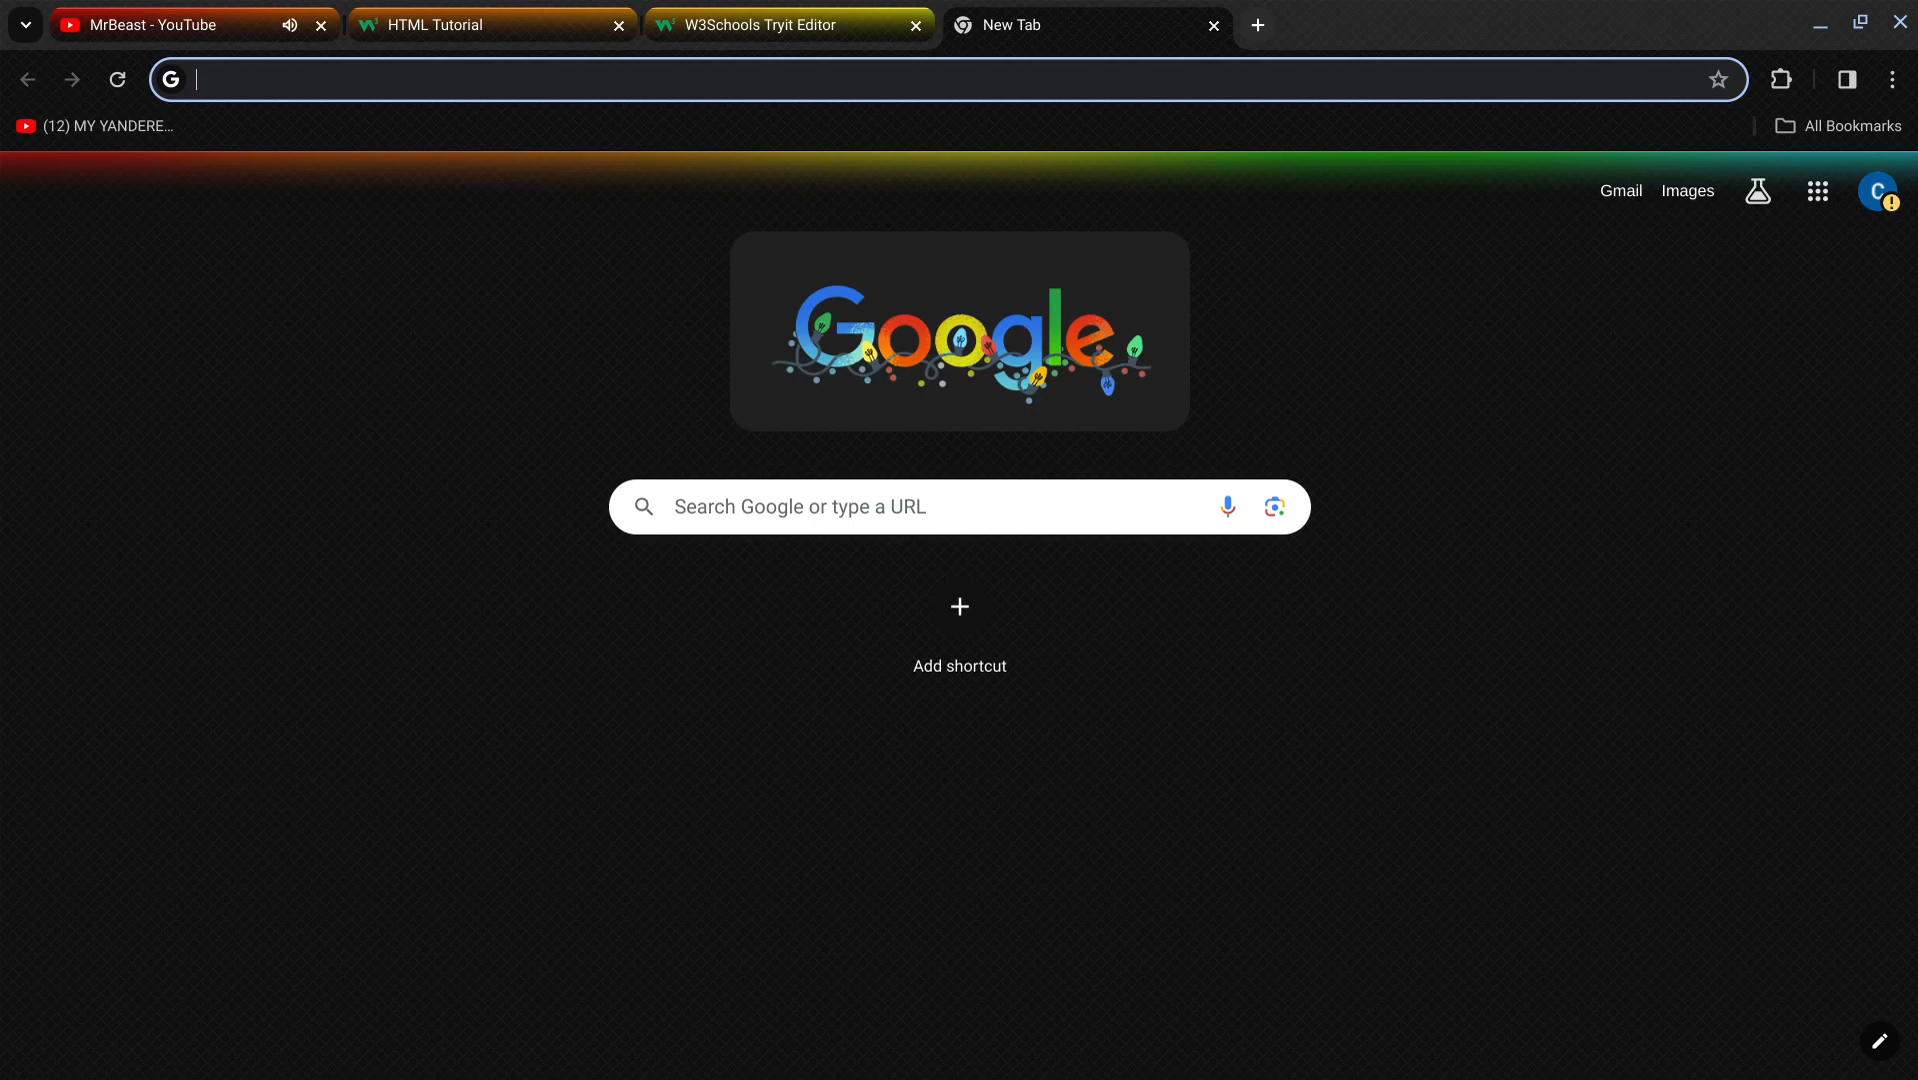 MrBeast - YouTube
HTML Tutorial
W3Schools Tryit Editor
New Tab
(12) MY YANDERE...
All Bookmarks
Gmail
Images
C
Google
Search Google or type a URL
Add shortcut